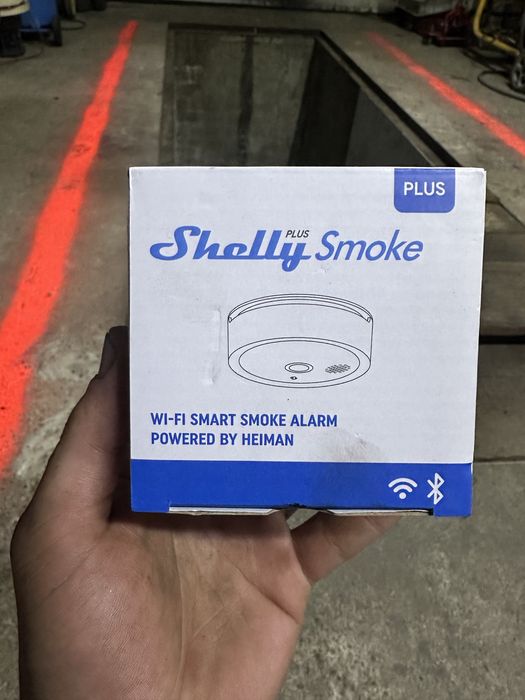 PLUS
Shelly PLUS Smoke
WI-FI SMART SMOKE ALARM
POWERED BY HEIMAN